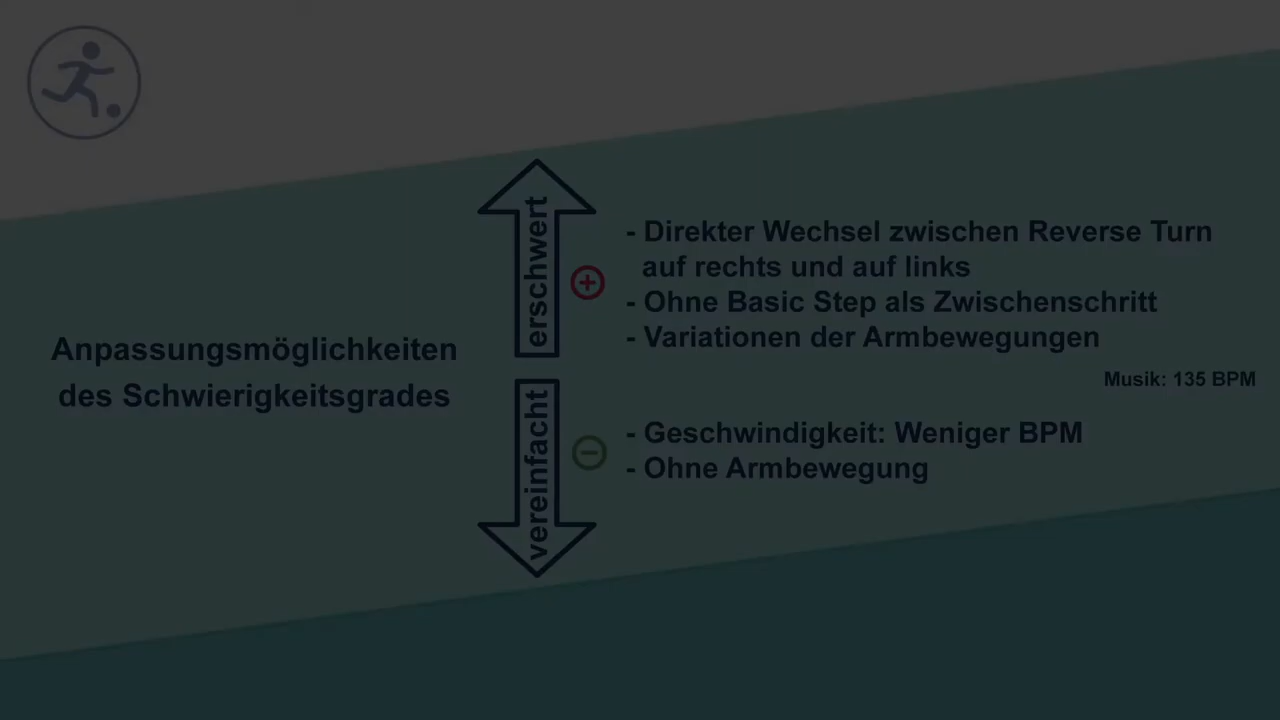 Anpassungsmöglichkeiten
des Schwierigkeitsgrades
erschwert
- Direkter Wechsel zwischen Reverse Turn
auf rechts und auf links
- Ohne Basic Step als Zwischenschritt
- Variationen der Armbewegungen
Musik: 135 BPM
vereinfacht
- Geschwindigkeit: Weniger BPM
- Ohne Armbewegung